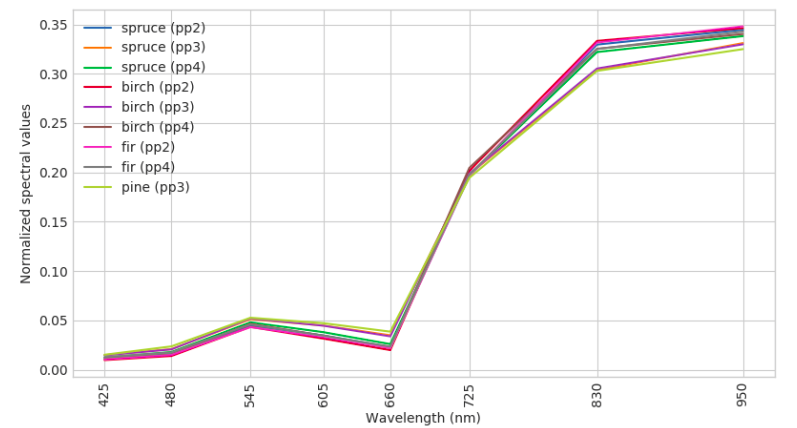 0.35
0.30
0.25
0.20
0.15
0.10
0.05
0.00
Normalized spectral values
spruce (pp2)
spruce (pp3)
spruce (pp4)
birch (pp2)
birch (pp3)
birch (pp4)
fir (pp2)
fir (pp4)
pine (pp3)
425 480 545 605 660 725 830 950
Wavelength (nm)